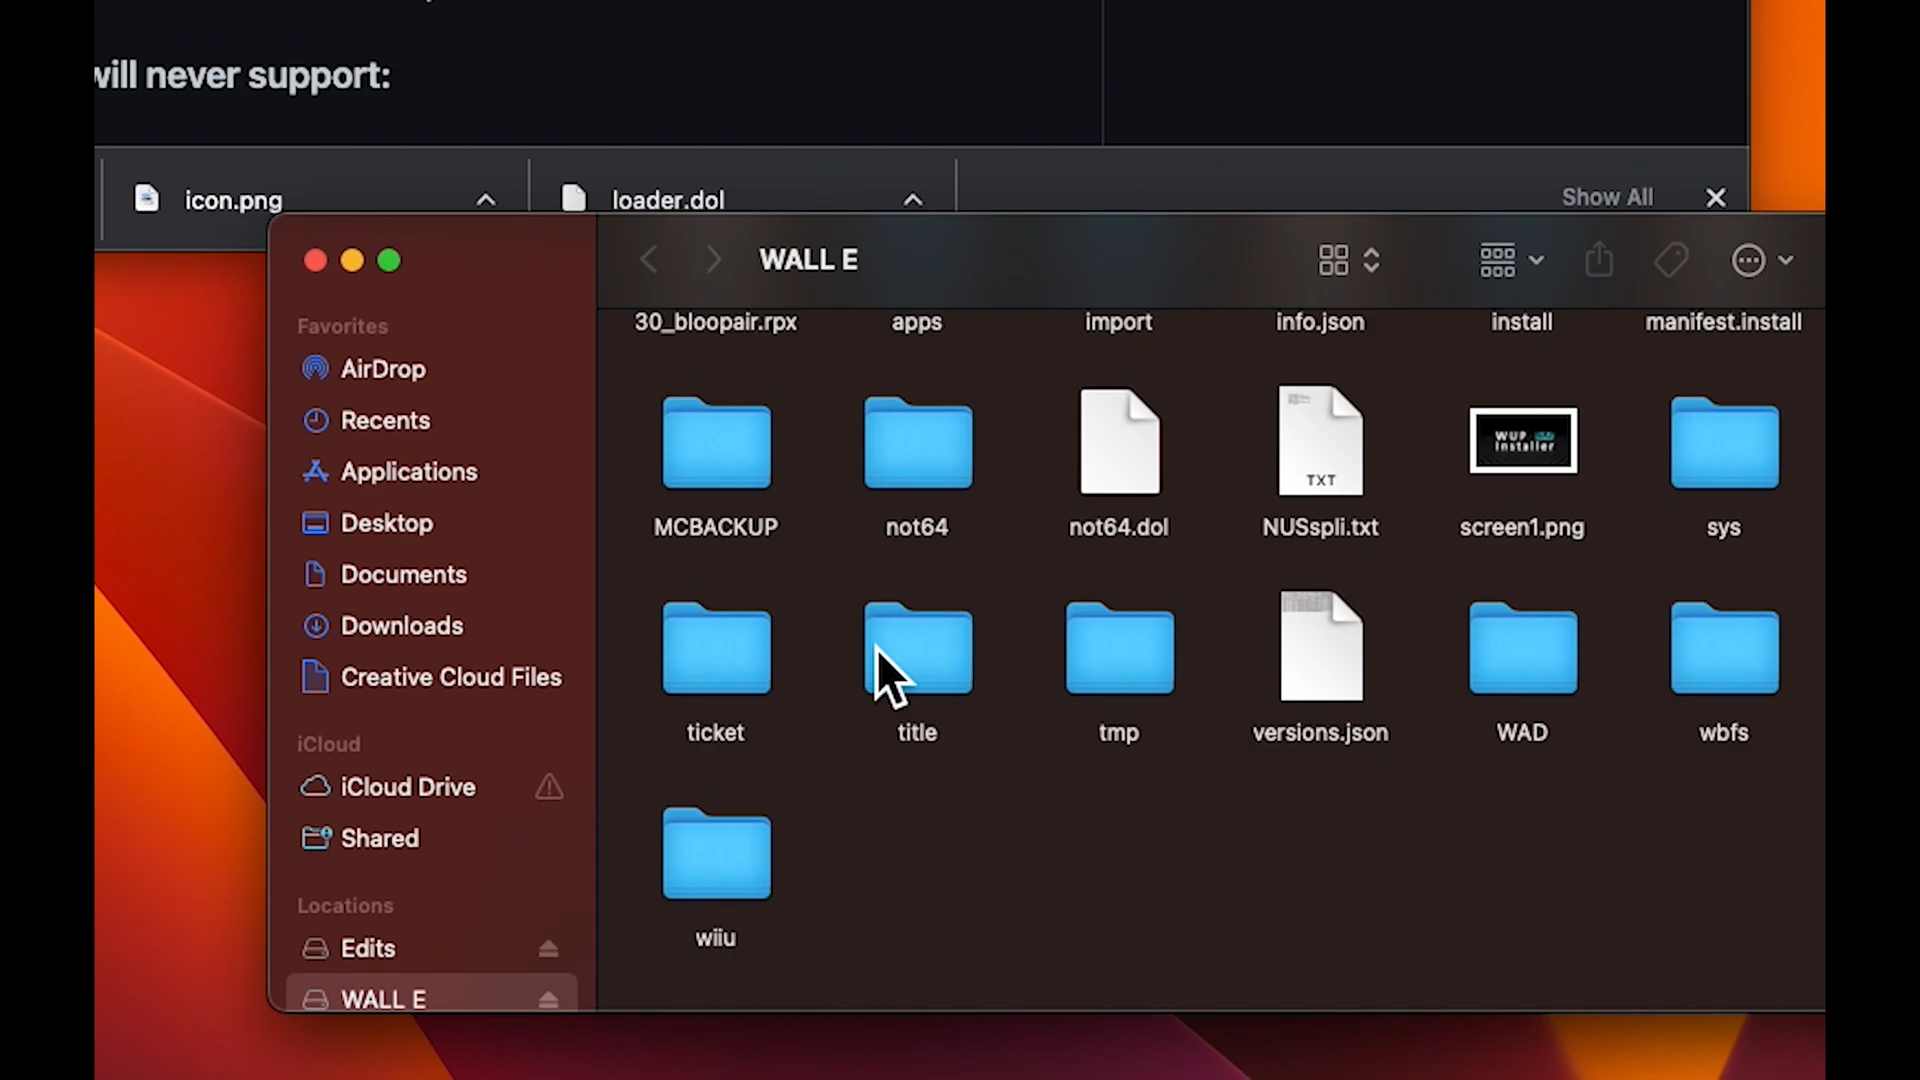 will never support:
icon.png
loader.dol
Show All
WALL E
Favorites
AirDrop
Recents
Applications
Desktop
Documents
Downloads
Creative Cloud Files
iCloud
iCloud Drive
Shared
Locations
Edits
WALL E
30_bloopair.rpx
apps
import
info.json
install
manifest.install
TXT
WUP
Installer
MCBACKUP
not64
not64.dol
NUSspli.txt
screen1.png
sys
ticket
title
tmp
versions.json
WAD
wbfs
wiiu